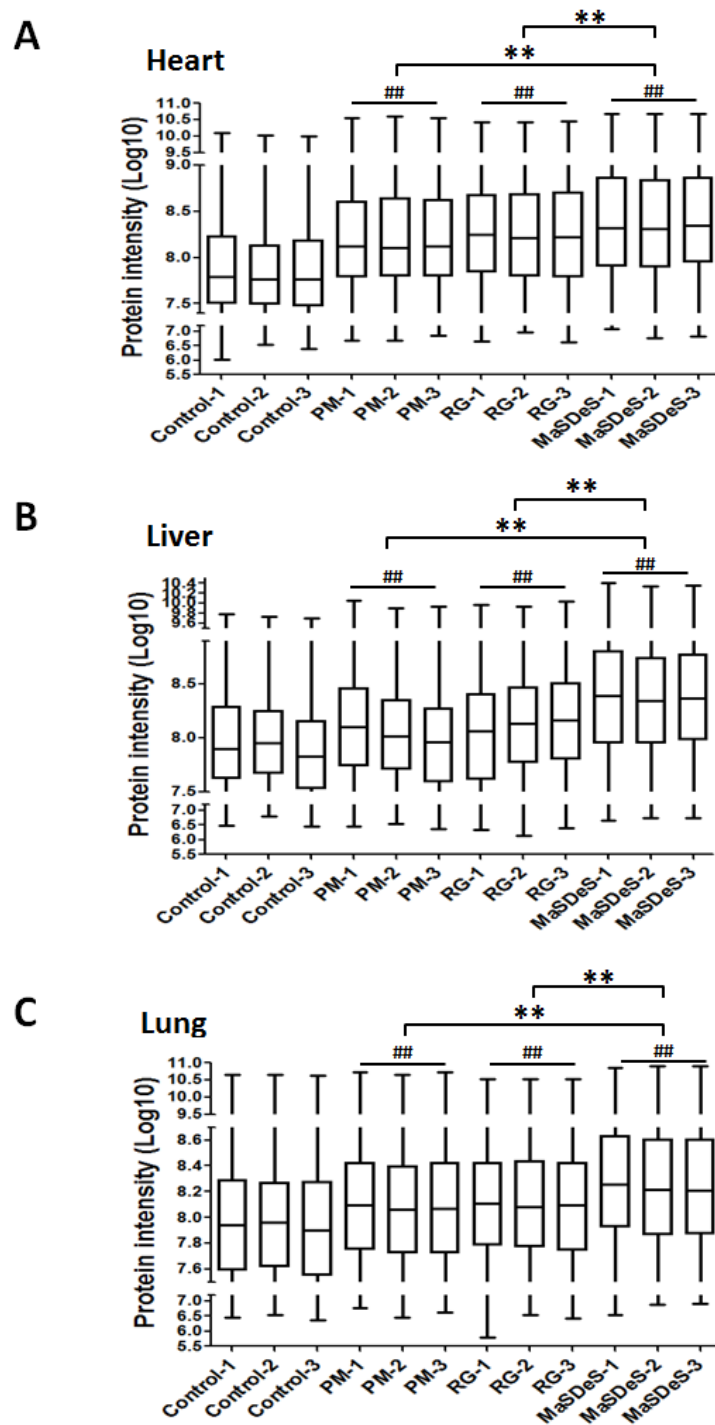 A
Heart
**
**
##
##
##
Protein intensity (Log10)
11.0
10.5
10.0
9.5
9.0
8.5
8.0
7.5
7.0
6.5
6.0
5.5
Control-1
Control-2
Control-3
PM-1
PM-2
PM-3
RG-1
RG-2
RG-3
MaSDeS-1
MaSDeS-2
MaSDeS-3
B
Liver
**
**
##
##
##
Protein intensity (Log10)
10.4
10.2
10.0
9.8
9.6
8.5
8.0
7.5
7.0
6.5
6.0
5.5
Control-1
Control-2
Control-3
PM-1
PM-2
PM-3
RG-1
RG-2
RG-3
MaSDeS-1
MaSDeS-2
MaSDeS-3
C
Lung
**
**
##
##
##
Protein intensity (Log10)
11.0
10.5
10.0
9.5
8.6
8.4
8.2
8.0
7.8
7.6
7.0
6.5
6.0
5.5
Control-1
Control-2
Control-3
PM-1
PM-2
PM-3
RG-1
RG-2
RG-3
MaSDeS-1
MaSDeS-2
MaSDeS-3